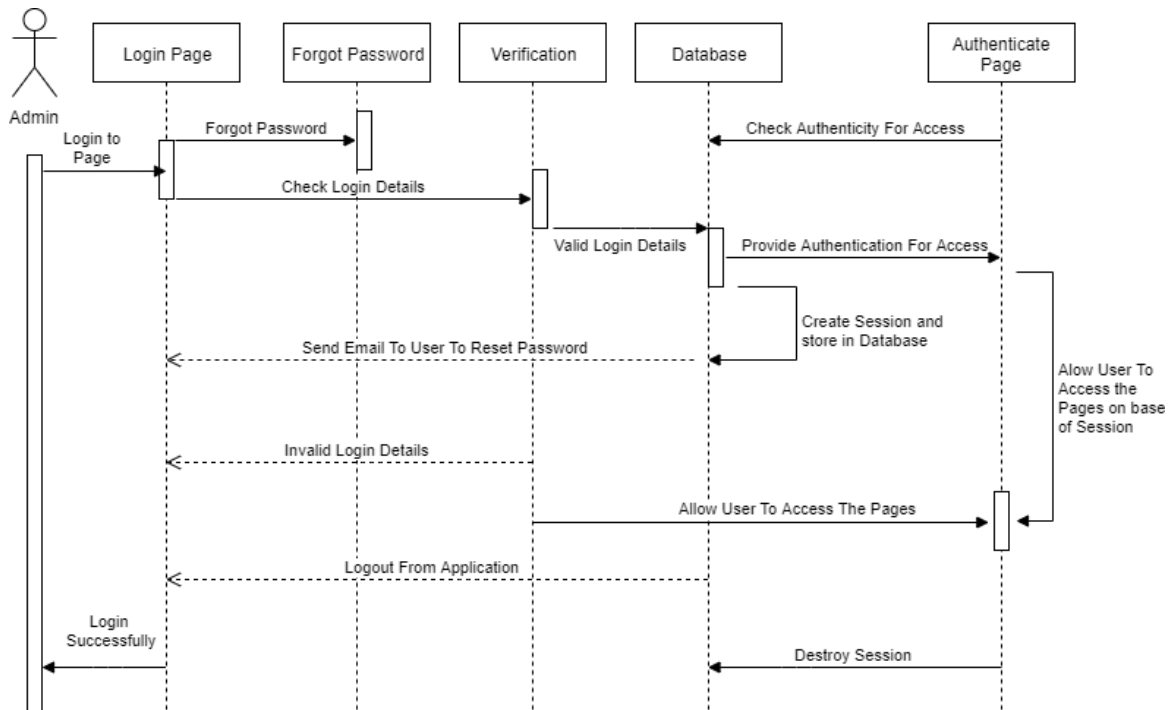 Login Page
Forgot Password
Verification
Database
Authenticate
Page
Admin
Login to
Page
Forgot Password
Check Authenticity For Access
Check Login Details
Valid Login Details
Provide Authentication For Access
Create Session and
store in Database
Send Email To User To Reset Password
Alow User To
Access the
Pages on base
of Session
Invalid Login Details
Allow User To Access The Pages
Logout From Application
Login
Successfully
Destroy Session